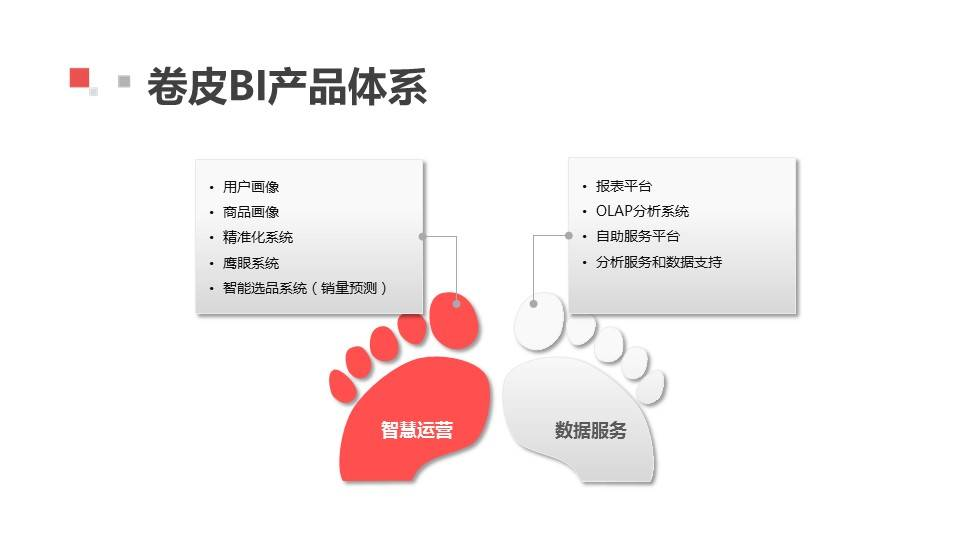 卷皮BI产品体系
• 用户画像
• 商品画像
• 精准化系统
• 鹰眼系统
• 智能选品系统（销量预测）
• 报表平台
• OLAP分析系统
• 自助服务平台
• 分析服务和数据支持
智慧运营
数据服务